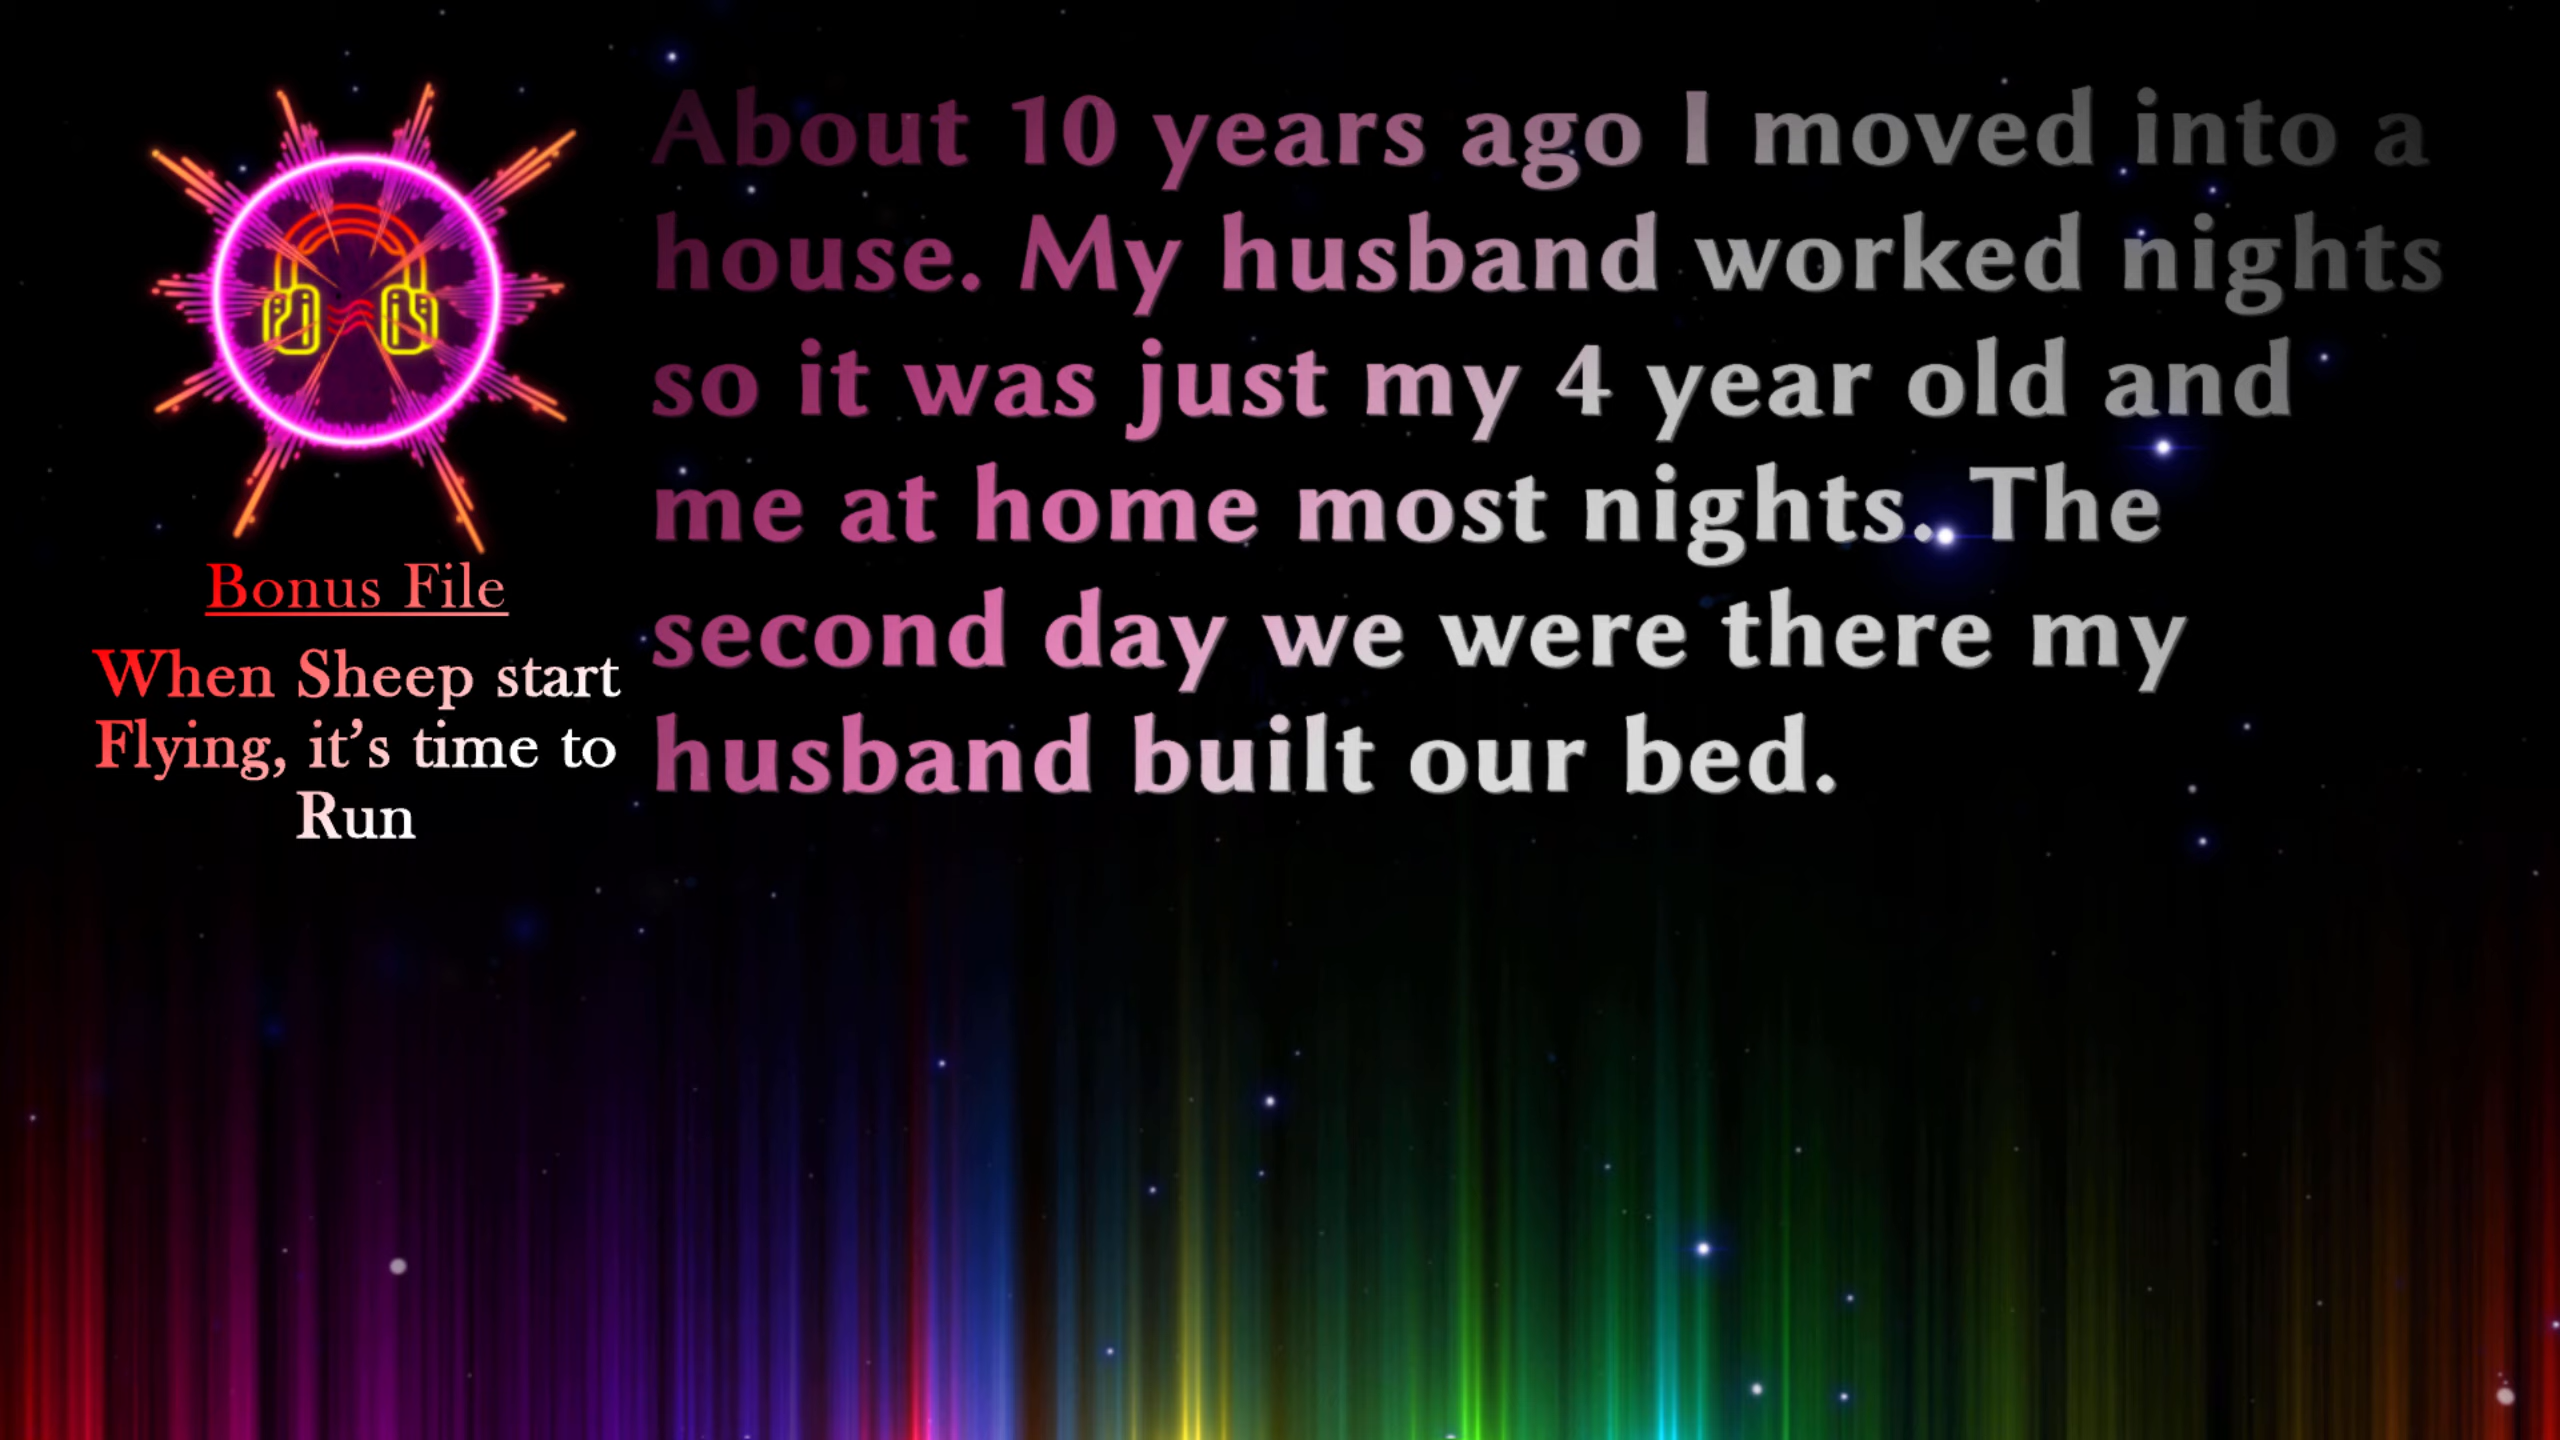 Bonus File
When Sheep start
Flying, it's time to
Run
About 10 years ago I moved into a
house. My husband worked nights
so it was just my 4 year old and
me at home most nights. The
second day we were there my
husband built our bed.